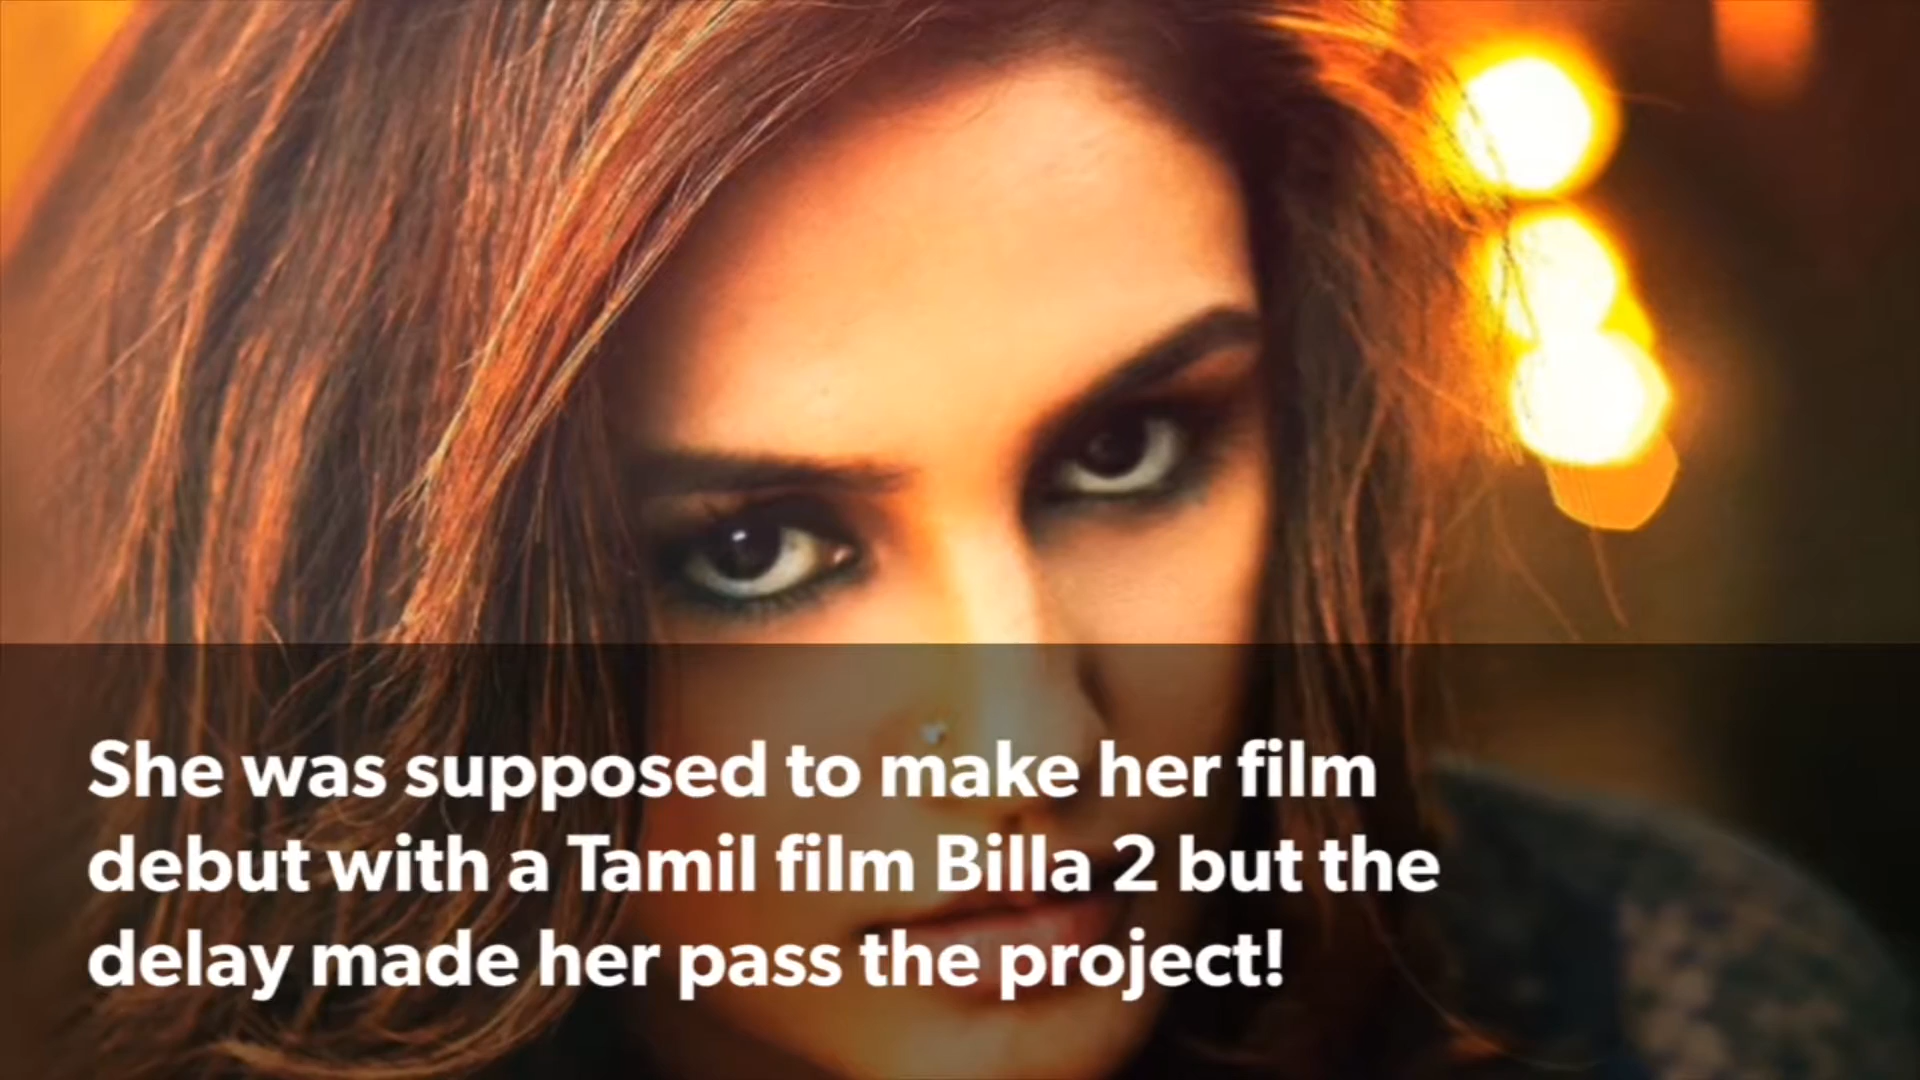 She was supposed to make her film
debut with a Tamil film Billa 2 but the
delay made her pass the project!